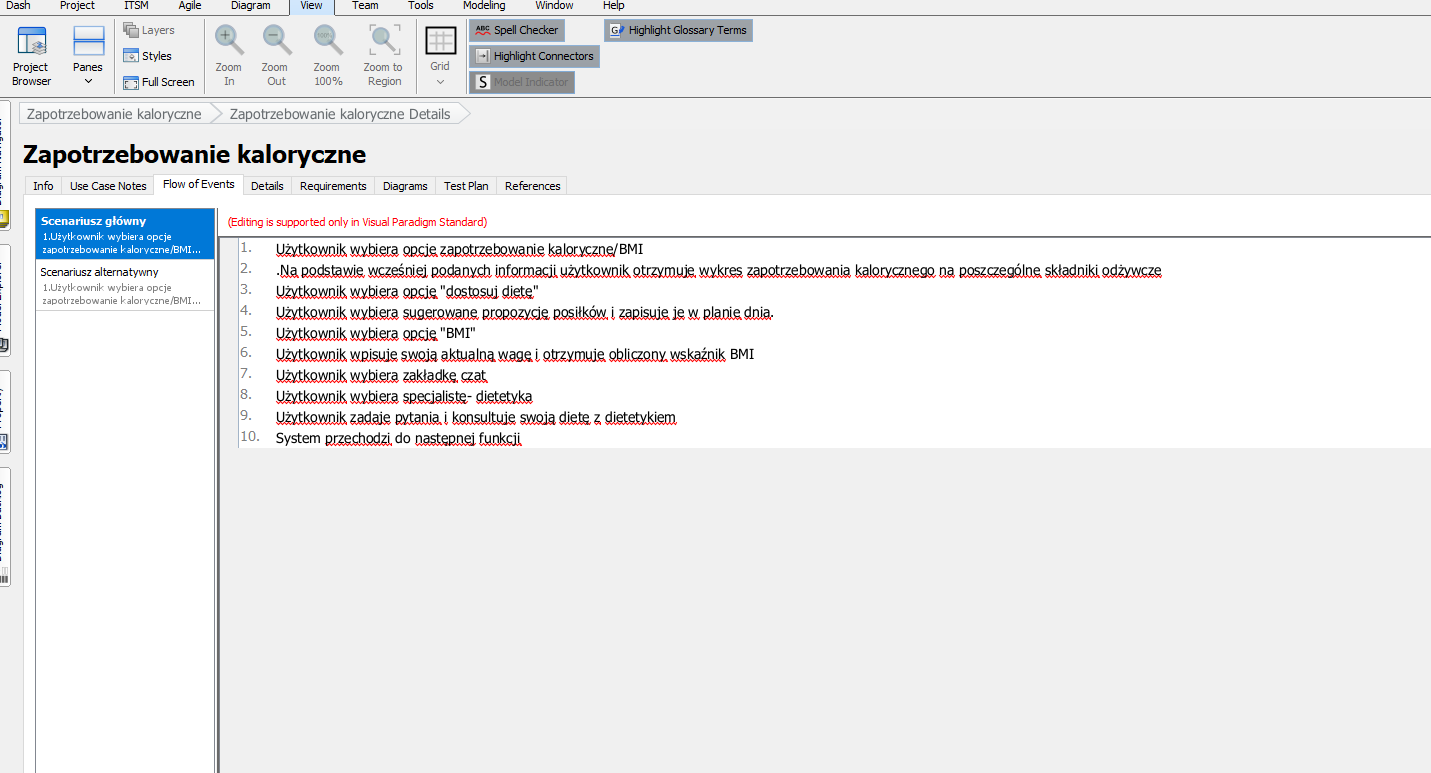 Dash Project ITSM Agile Diagram View Team Tools Modeling Window Help
Project Browser
Panes
Layers
Styles
Full Screen
Zoom In
Zoom Out
Zoom 100%
Zoom to Region
Grid
Spell Checker
Highlight Connectors
Model Indicator
Highlight Glossary Terms
Zapotrzebowanie kaloryczne Zapotrzebowanie kaloryczne Details
Zapotrzebowanie kaloryczne
Info Use Case Notes Flow of Events Details Requirements Diagrams Test Plan References
Scenariusz główny
1.Użytkownik wybiera opcje
zapotrzebowanie kaloryczne/BMI...
Scenariusz alternatywny
1.Użytkownik wybiera opcje
zapotrzebowanie kaloryczne/BMI...
(Editing is supported only in Visual Paradigm Standard)
1. Użytkownik wybiera opcje zapotrzebowanie kaloryczne/BMI
2. .Na podstawie wcześniej podanych informacji użytkownik otrzymuje wykres zapotrzebowania kalorycznego na poszczególne składniki odżywcze
3. Użytkownik wybiera opcję "dostosuj dietę"
4. Użytkownik wybiera sugerowane propozycję posiłków i zapisuje je w planie dnia.
5. Użytkownik wybiera opcję "BMI"
6. Użytkownik wpisuje swoją aktualną wagę i otrzymuje obliczony wskaźnik BMI
7. Użytkownik wybiera zakładkę czat
8. Użytkownik wybiera specjalistę- dietetyka
9. Użytkownik zadaje pytania i konsultuje swoją dietę z dietetykiem
10. System przechodzi do następnej funkcji